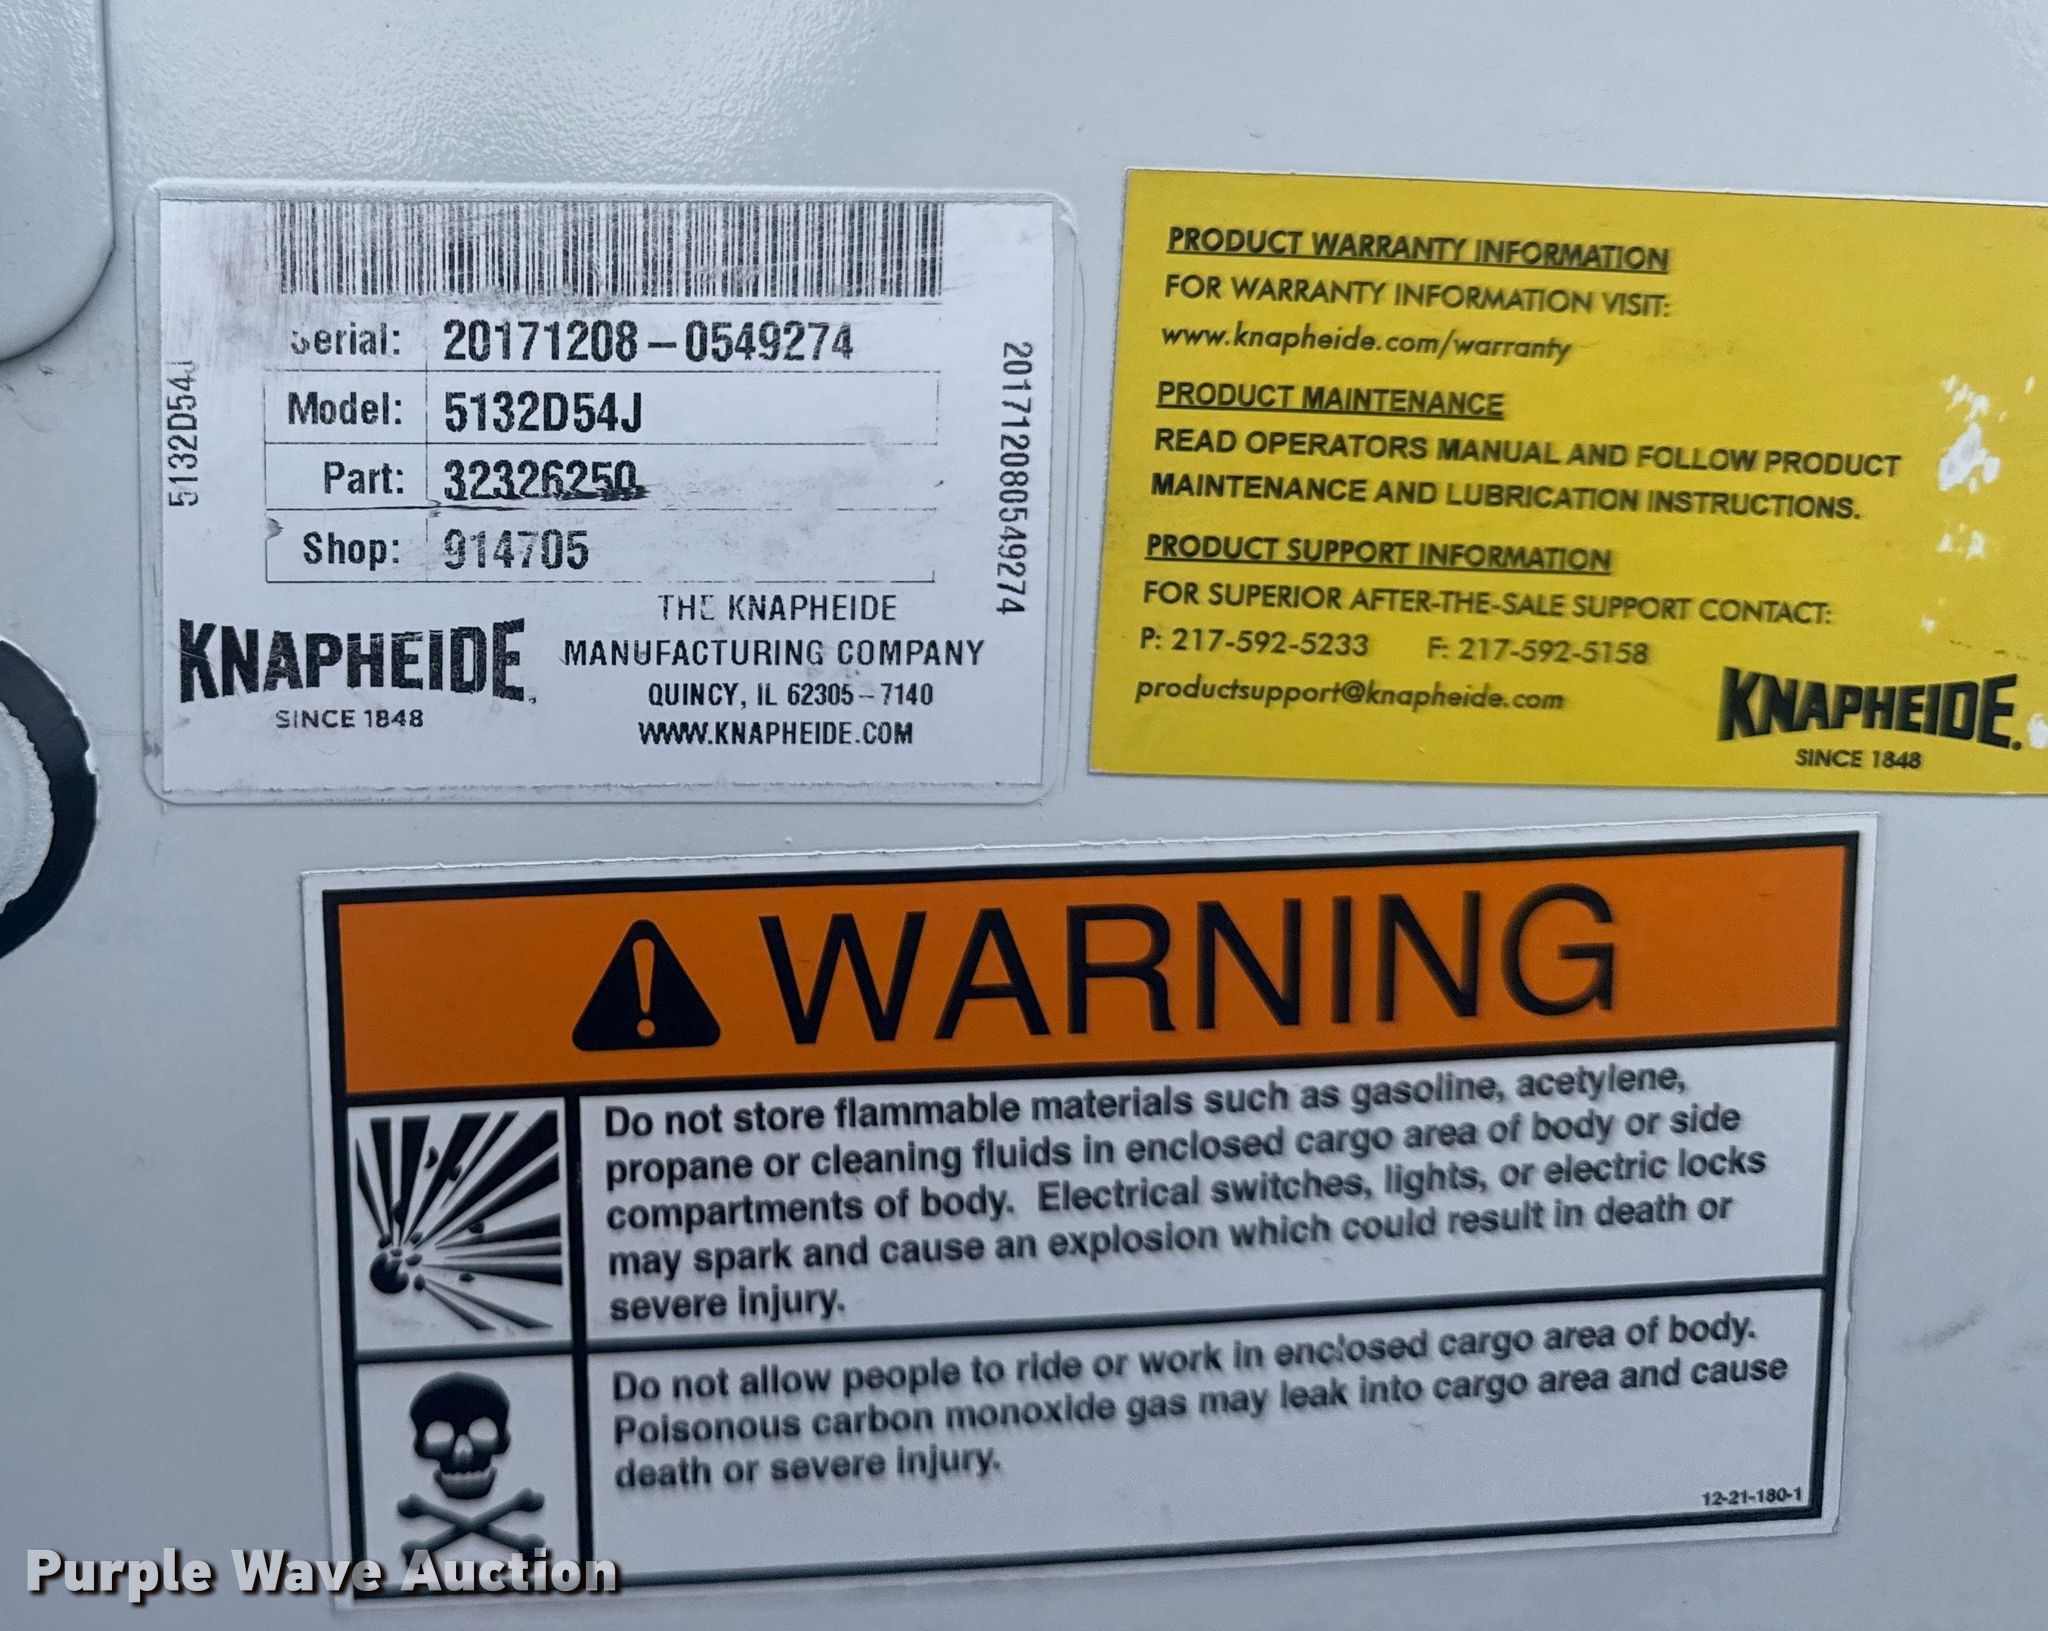 Serial: 20171208-0549274
Model: 5132D54J
Part: 32326250
Shop: 914705
5132D54J
201712080549274
KNAPHEIDE
SINCE 1848
THE KNAPHEIDE
MANUFACTURING COMPANY
QUINCY, IL 62305-7140
WWW.KNAPHEIDE.COM
PRODUCT WARRANTY INFORMATION
FOR WARRANTY INFORMATION VISIT:
www.knapheide.com/warranty
PRODUCT MAINTENANCE
READ OPERATORS MANUAL AND FOLLOW PRODUCT
MAINTENANCE AND LUBRICATION INSTRUCTIONS.
PRODUCT SUPPORT INFORMATION
FOR SUPERIOR AFTER-THE-SALE SUPPORT CONTACT:
P: 217-592-5233 F: 217-592-5158
productsupport@knapheide.com
KNAPHEIDE.
SINCE 1848
WARNING
Do not store flammable materials such as gasoline, acetylene,
propane or cleaning fluids in enclosed cargo area of body or side
compartments of body. Electrical switches, lights, or electric locks
may spark and cause an explosion which could result in death or
severe injury.
Do not allow people to ride or work in enclosed cargo area of body.
Poisonous carbon monoxide gas may leak into cargo area and cause
death or severe injury.
12-21-180-1
Purple Wave Auction